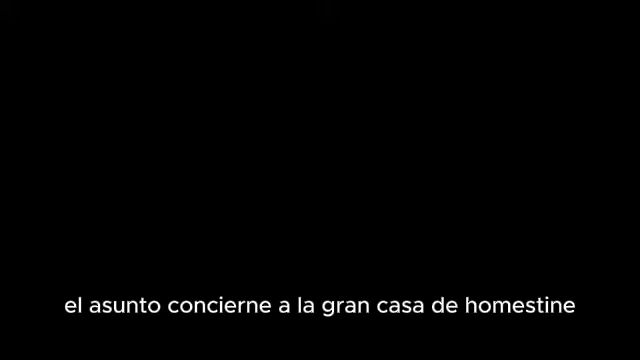 el asunto concierne a la gran casa de homestine